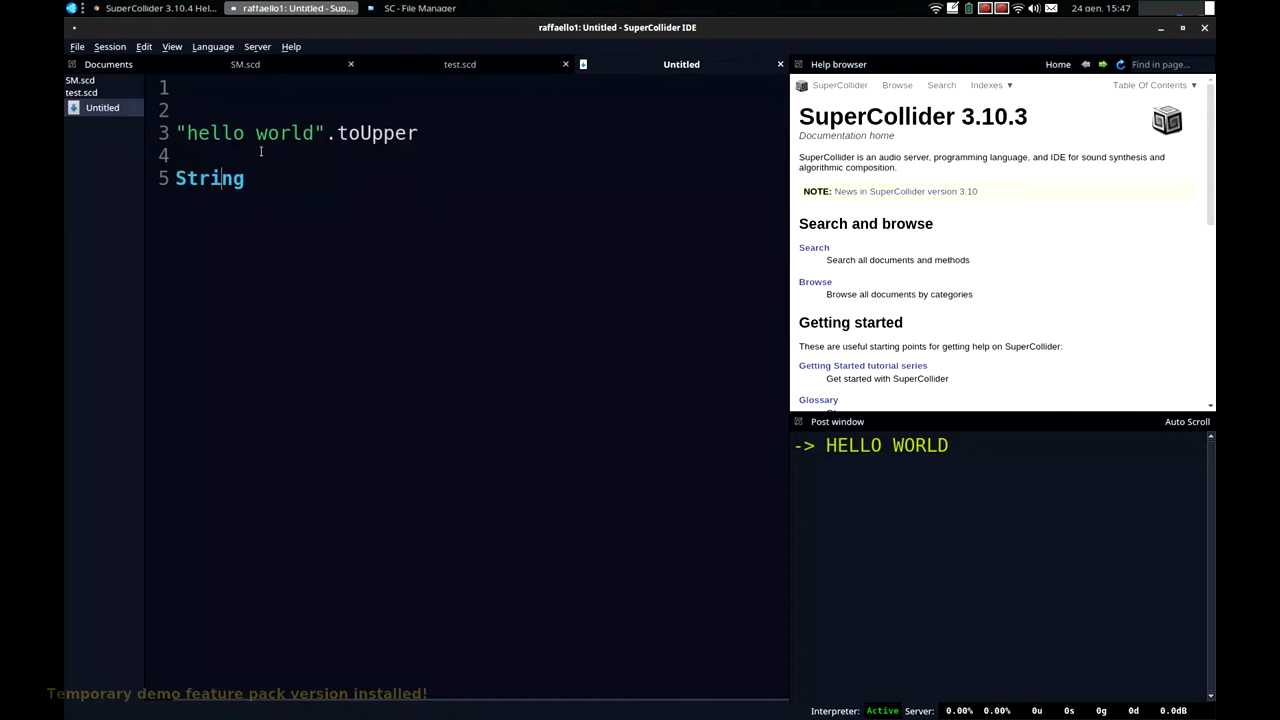 SuperCollider 3.10.4 Hel...
raffaello1: Untitled - Sup...
SC - File Manager
24 gen, 15:47
raffaello1: Untitled - SuperCollider IDE
File Session Edit View Language Server Help
Documents
SM.scd
test.scd
Untitled
SM.scd
test.scd
Untitled
1
2
3 "hello world".toUpper
4
5 String
Help browser
Home
Find in page...
SuperCollider Browse Search Indexes ▼ Table Of Contents ▼
SuperCollider 3.10.3
Documentation home
SuperCollider is an audio server, programming language, and IDE for sound synthesis and
algorithmic composition.
NOTE: News in SuperCollider version 3.10
Search and browse
Search
Search all documents and methods
Browse
Browse all documents by categories
Getting started
These are useful starting points for getting help on SuperCollider:
Getting Started tutorial series
Get started with SuperCollider
Glossary
Post window
Auto Scroll
-> HELLO WORLD
Temporary demo feature pack version installed!
Interpreter: Active Server: 0.00% 0.00% 0u 0s 0g 0d 0.0dB